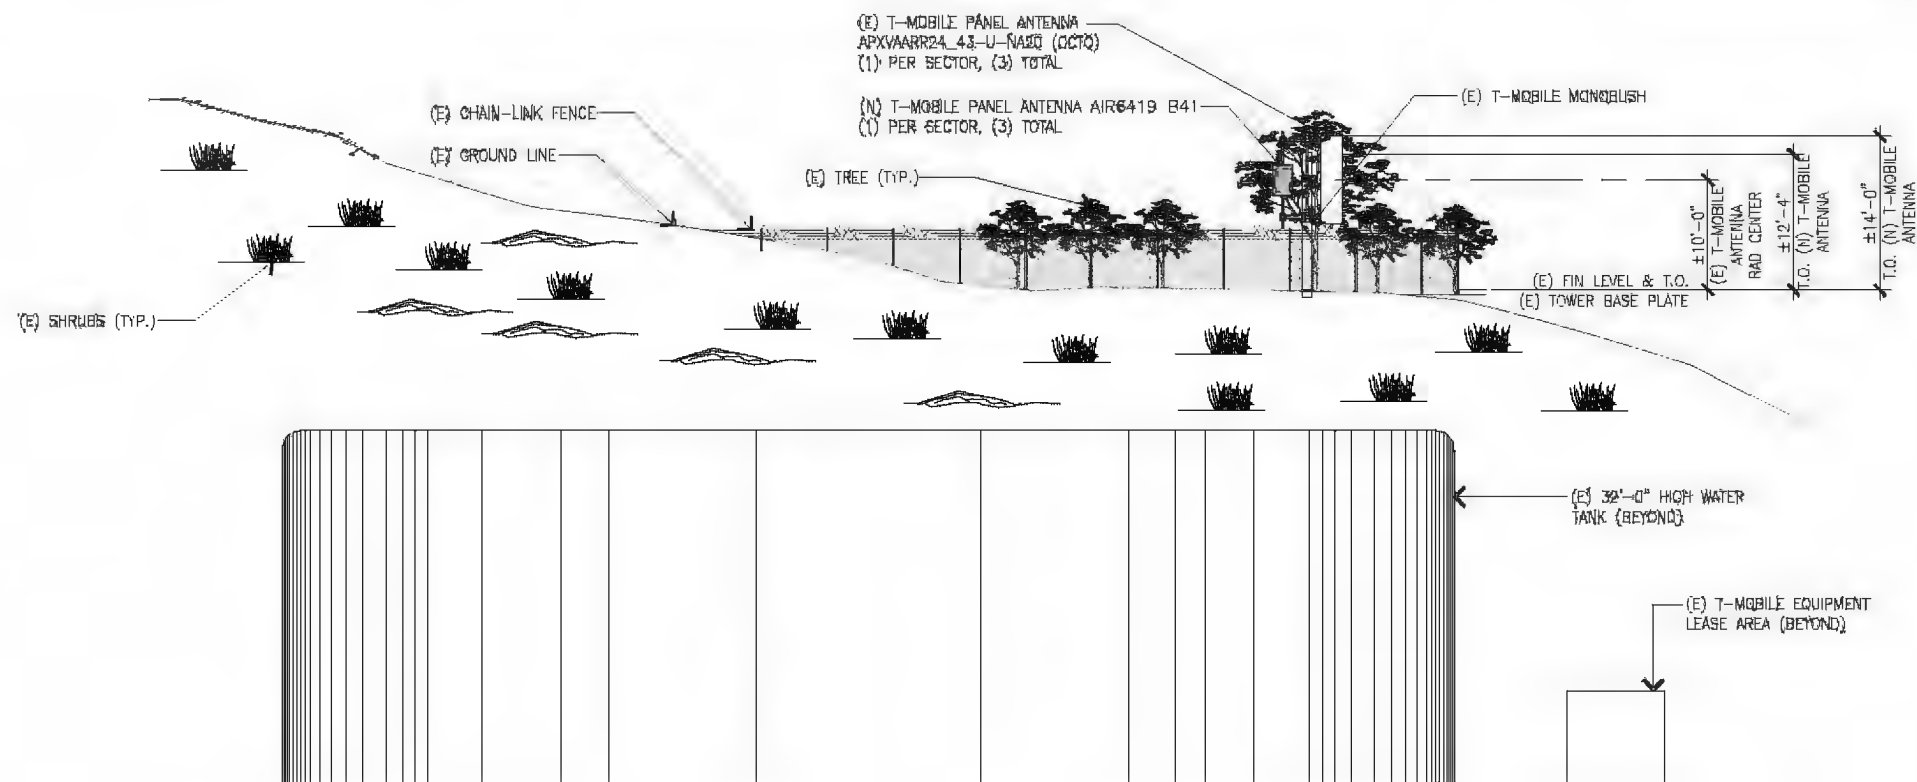 (E) T-MOBILE PANEL ANTENNA
APXVAARR24_43-U-NA20 (OCTO)
(1) PER SECTOR, (3) TOTAL
(N) T-MOBILE PANEL ANTENNA AIR6419 B41
(1) PER SECTOR, (3) TOTAL
(E) T-MOBILE MONOBUSH
(E) CHAIN-LINK FENCE
(E) GROUND LINE
(E) TREE (TYP.)
(E) SHRUBS (TYP.)
±10'-0"
(E) T-MOBILE
ANTENNA
RAD CENTER
±12'-4"
T.O. (N) T-MOBILE
ANTENNA
±14'-0"
T.O. (N) T-MOBILE
ANTENNA
(E) FIN LEVEL & T.O.
(E) TOWER BASE PLATE
(E) 32'-0" HIGH WATER
TANK (BEYOND)
(E) T-MOBILE EQUIPMENT
LEASE AREA (BEYOND)